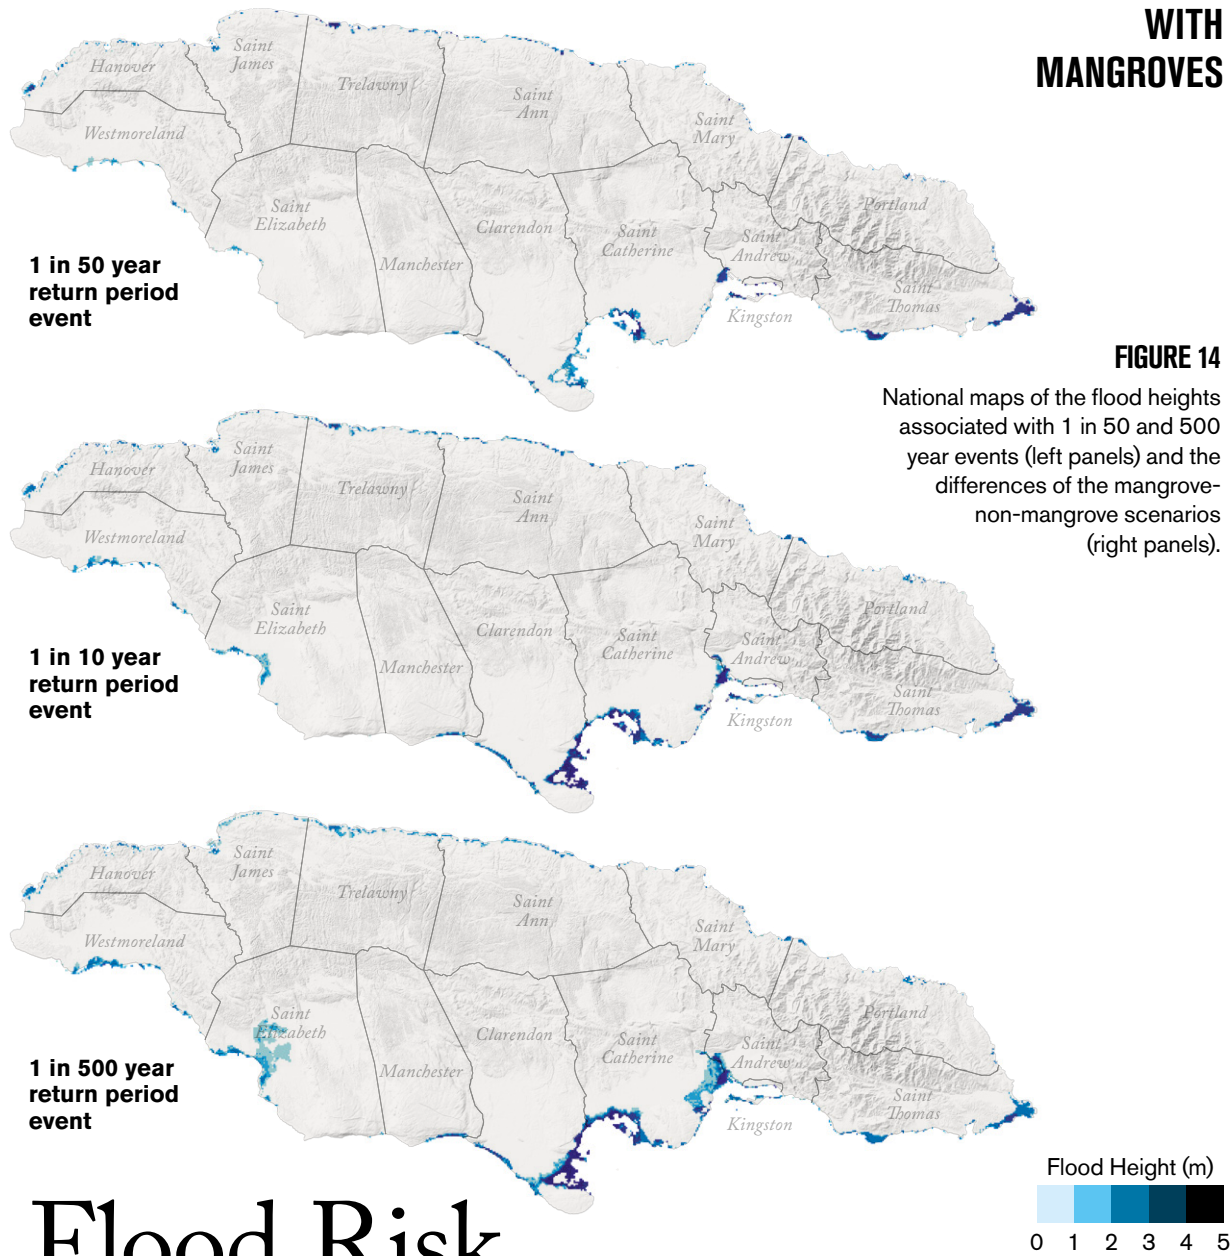 WITH
MANGROVES
Hanover
Saint
James
Trelawny
Saint
Ann
Westmoreland
Saint
Mary
Saint
Elizabeth
Manchester
Clarendon
Saint
Catherine
Saint
Andrew
Portland
Saint
Thomas
Kingston
1 in 50 year
return period
event
FIGURE 14
National maps of the flood heights
associated with 1 in 50 and 500
year events (left panels) and the
differences of the mangrove-
non-mangrove scenarios
(right panels).
Hanover
Saint
James
Trelawny
Saint
Ann
Westmoreland
Saint
Mary
Saint
Elizabeth
Manchester
Clarendon
Saint
Catherine
Saint
Andrew
Portland
Saint
Thomas
Kingston
1 in 10 year
return period
event
Hanover
Saint
James
Trelawny
Saint
Ann
Westmoreland
Saint
Mary
Saint
Elizabeth
Manchester
Clarendon
Saint
Catherine
Saint
Andrew
Portland
Saint
Thomas
Kingston
1 in 500 year
return period
event
Flood Risk
Flood Height (m)
0 1 2 3 4 5